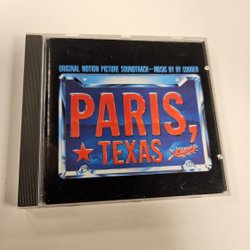 ORIGINAL MOTION PICTURE SOUNDTRACK—MUSIC BY RY COODER
PARIS,
TEXAS